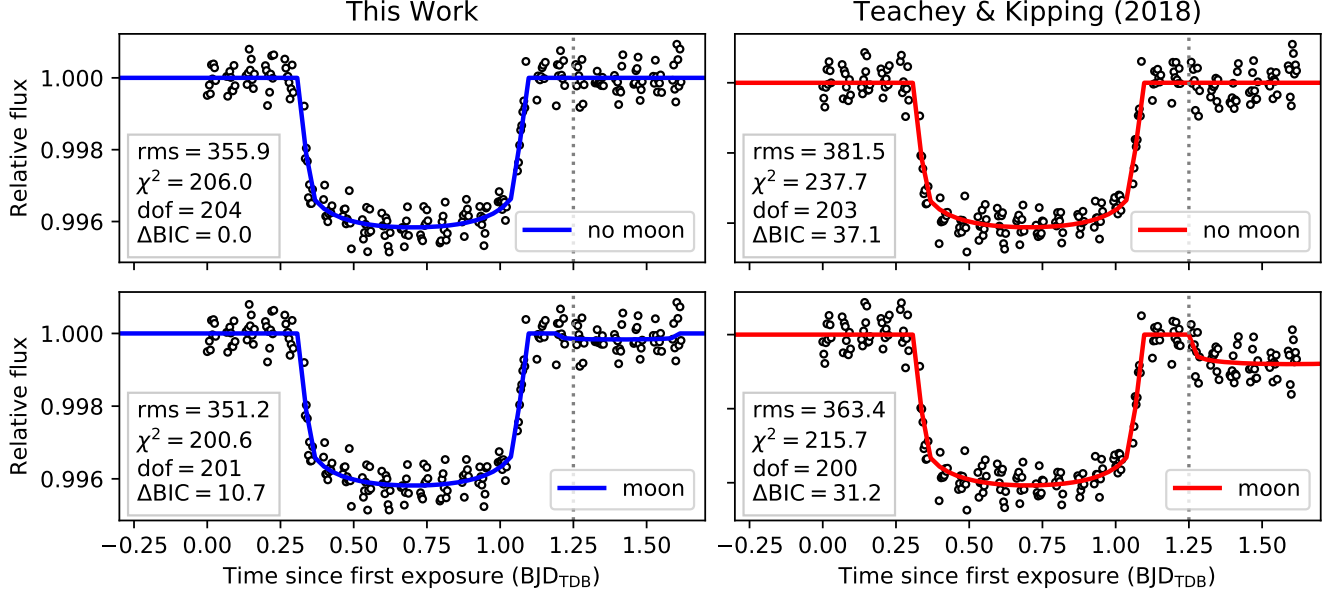 This Work
Teachey & Kipping (2018)
Relative flux
1.000
0.998
0.996
rms = 355.9
χ² = 206.0
dof = 204
ΔBIC = 0.0
no moon
rms = 381.5
χ² = 237.7
dof = 203
ΔBIC = 37.1
no moon
Relative flux
1.000
0.998
0.996
rms = 351.2
χ² = 200.6
dof = 201
ΔBIC = 10.7
moon
rms = 363.4
χ² = 215.7
dof = 200
ΔBIC = 31.2
moon
−0.25 0.00 0.25 0.50 0.75 1.00 1.25 1.50
−0.25 0.00 0.25 0.50 0.75 1.00 1.25 1.50
Time since first exposure (BJD_TDB)
Time since first exposure (BJD_TDB)